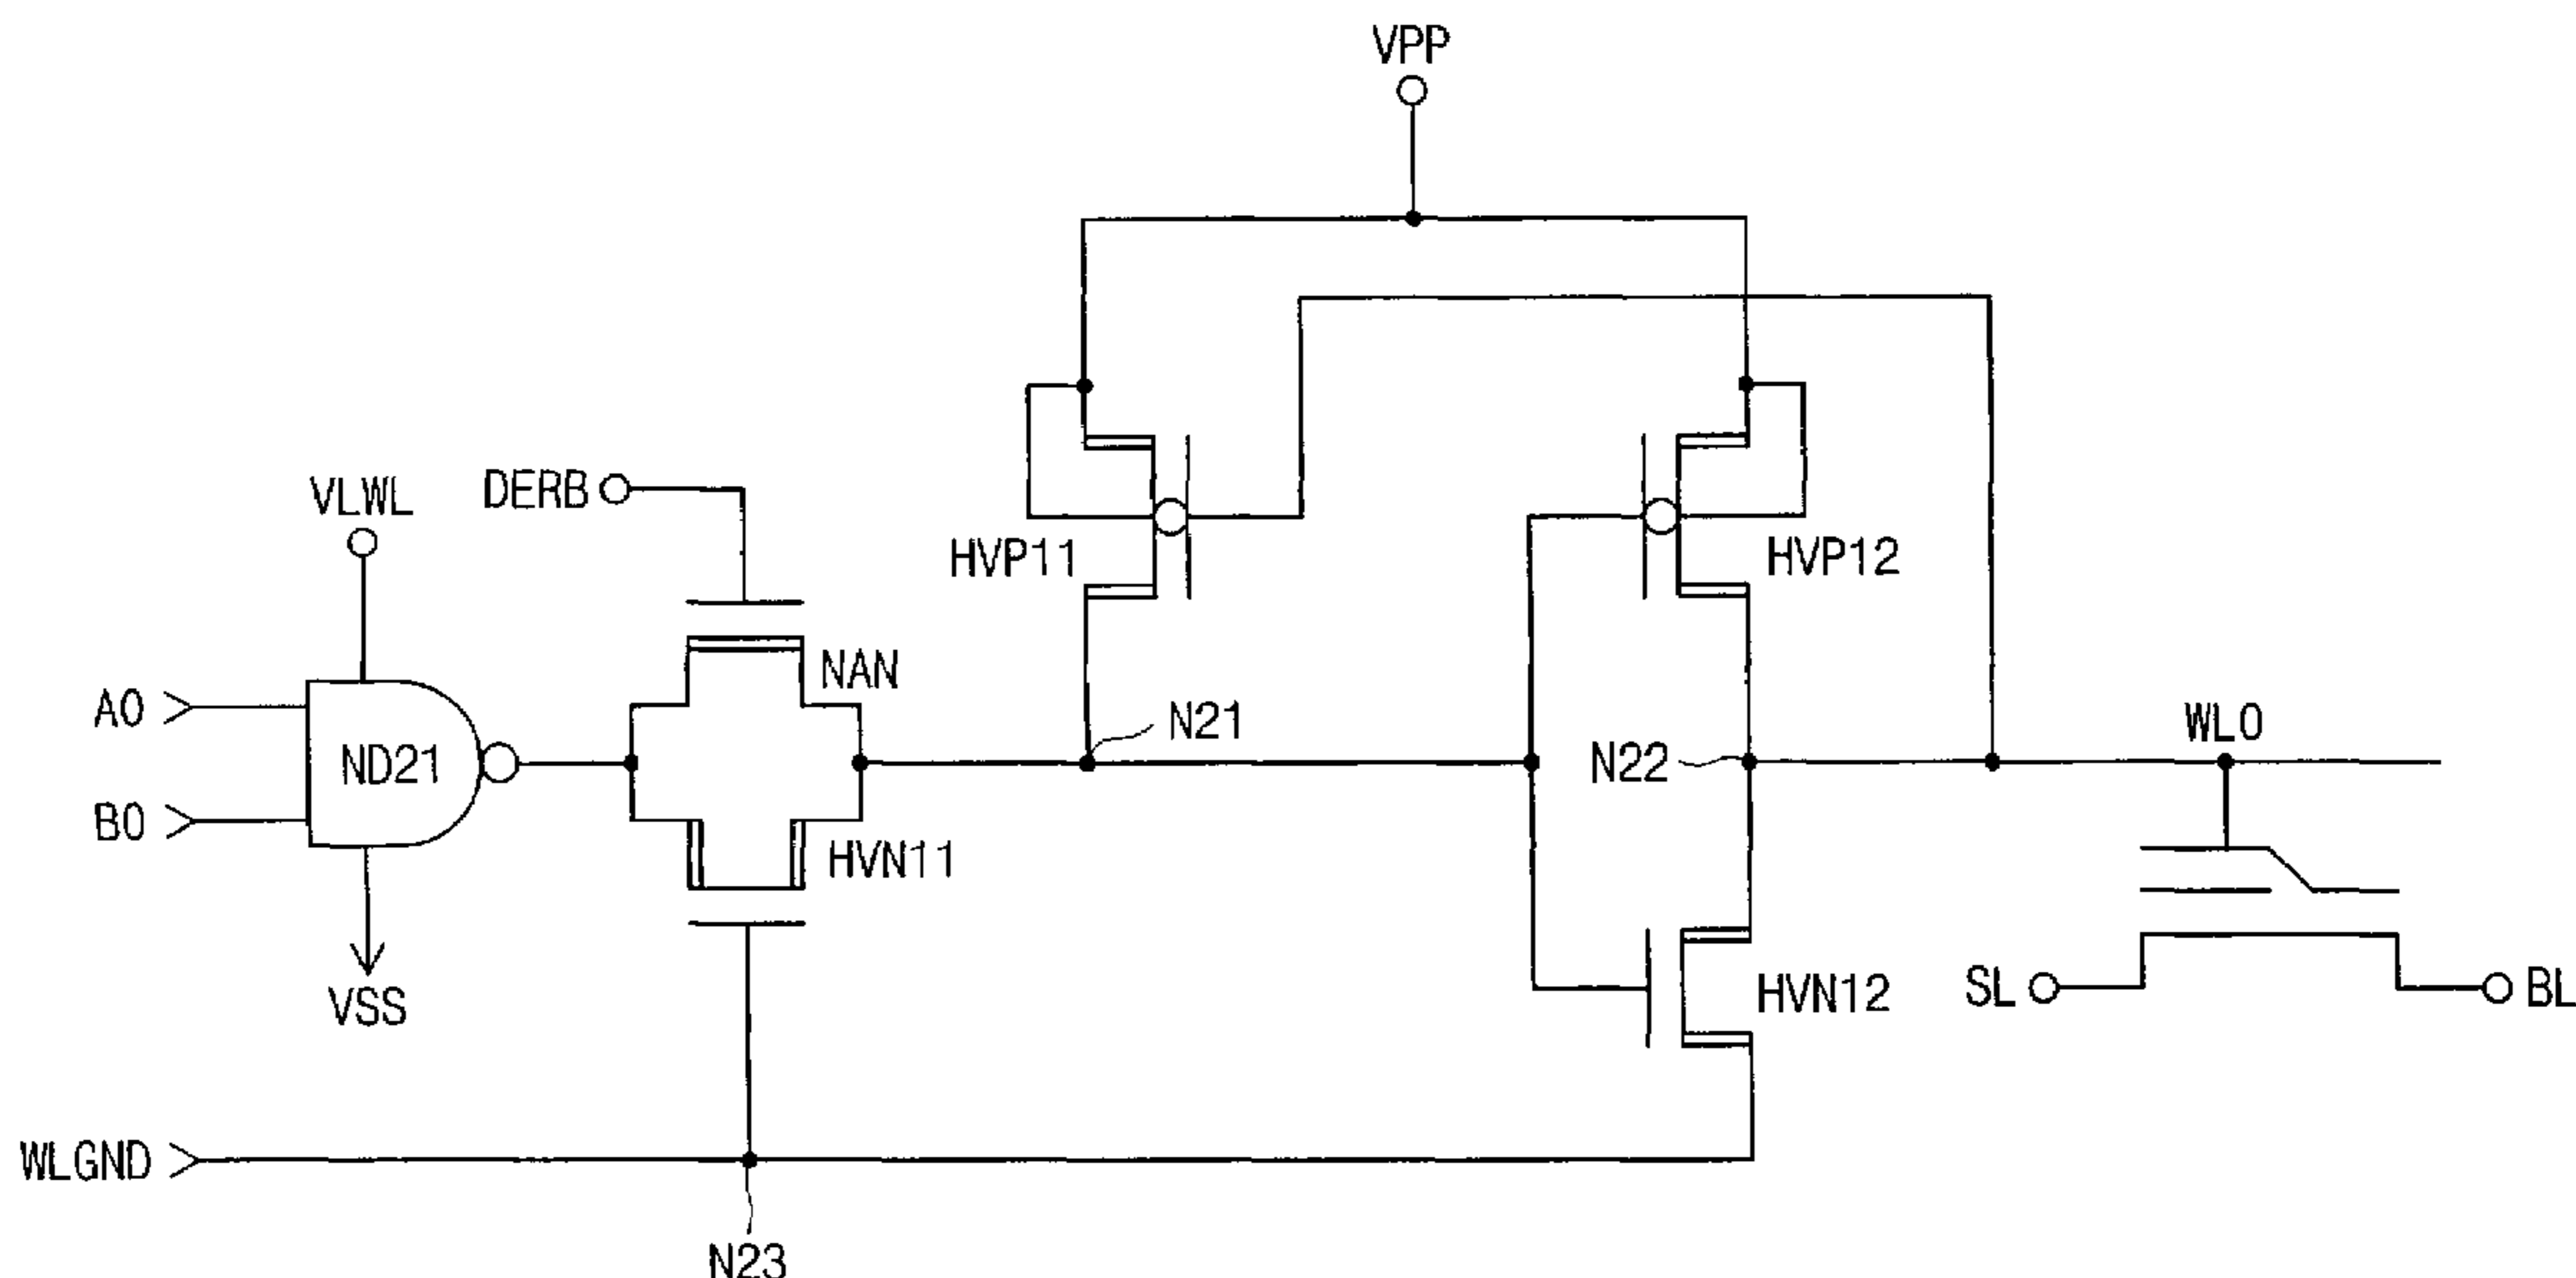 VPP
VLWL
DERB
HVP11
HVP12
NAN
A0
ND21
B0
N21
N22
WL0
HVN11
VSS
SL
BL
HVN12
WLGND
N23